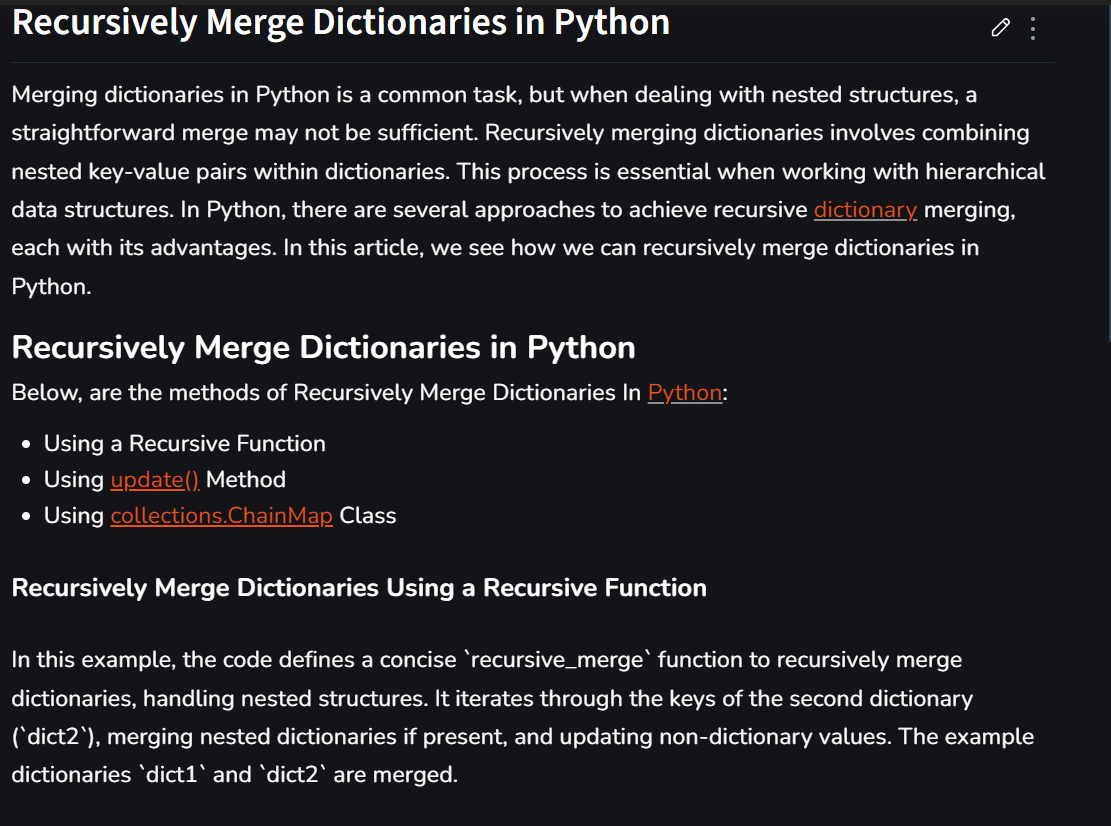 Recursively Merge Dictionaries in Python
Merging dictionaries in Python is a common task, but when dealing with nested structures, a
straightforward merge may not be sufficient. Recursively merging dictionaries involves combining
nested key-value pairs within dictionaries. This process is essential when working with hierarchical
data structures. In Python, there are several approaches to achieve recursive dictionary merging,
each with its advantages. In this article, we see how we can recursively merge dictionaries in
Python.
Recursively Merge Dictionaries in Python
Below, are the methods of Recursively Merge Dictionaries In Python:
• Using a Recursive Function
• Using update() Method
• Using collections.ChainMap Class
Recursively Merge Dictionaries Using a Recursive Function
In this example, the code defines a concise `recursive_merge` function to recursively merge
dictionaries, handling nested structures. It iterates through the keys of the second dictionary
(`dict2`), merging nested dictionaries if present, and updating non-dictionary values. The example
dictionaries `dict1` and `dict2` are merged.